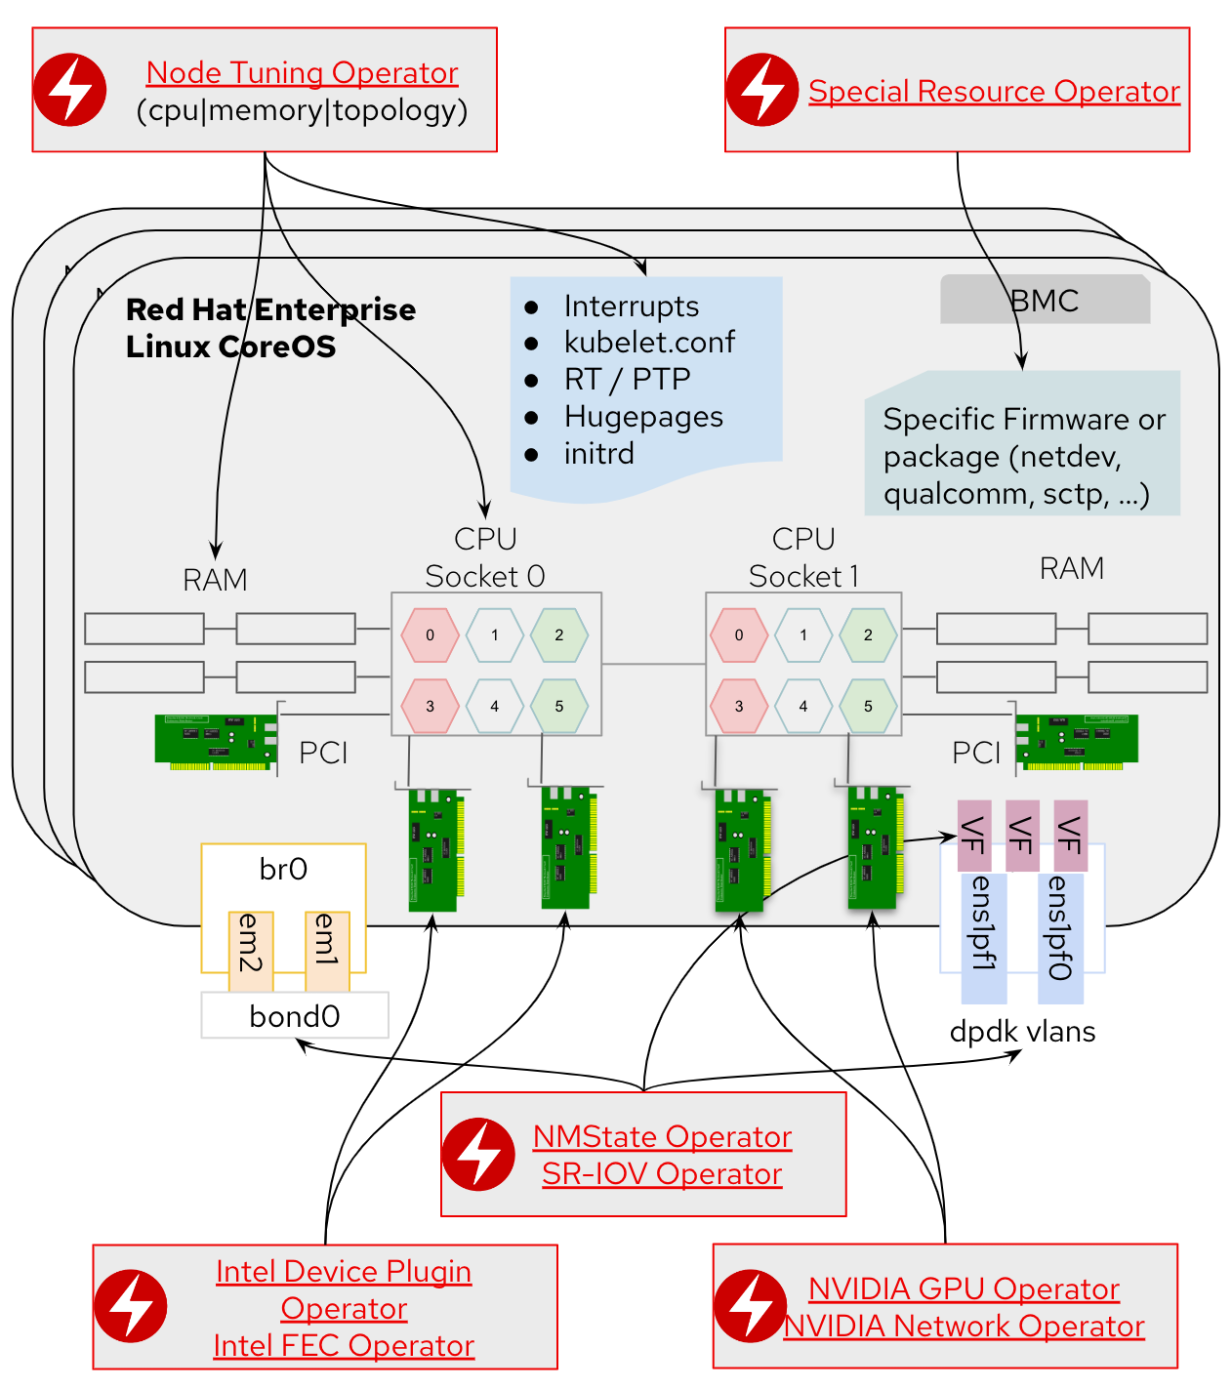 Node Tuning Operator
(cpu|memory|topology)
Special Resource Operator
Red Hat Enterprise
Linux CoreOS
Interrupts
kubelet.conf
RT / PTP
Hugepages
initrd
BMC
Specific Firmware or
package (netdev,
qualcomm, sctp, ...)
RAM
CPU
Socket 0
CPU
Socket 1
RAM
0 1 2
3 4 5
0 1 2
3 4 5
PCI
PCI
br0
em2
em1
bond0
VF
VF
VF
ens1pf1
ens1pf0
dpdk vlans
NMState Operator
SR-IOV Operator
Intel Device Plugin
Operator
Intel FEC Operator
NVIDIA GPU Operator
NVIDIA Network Operator